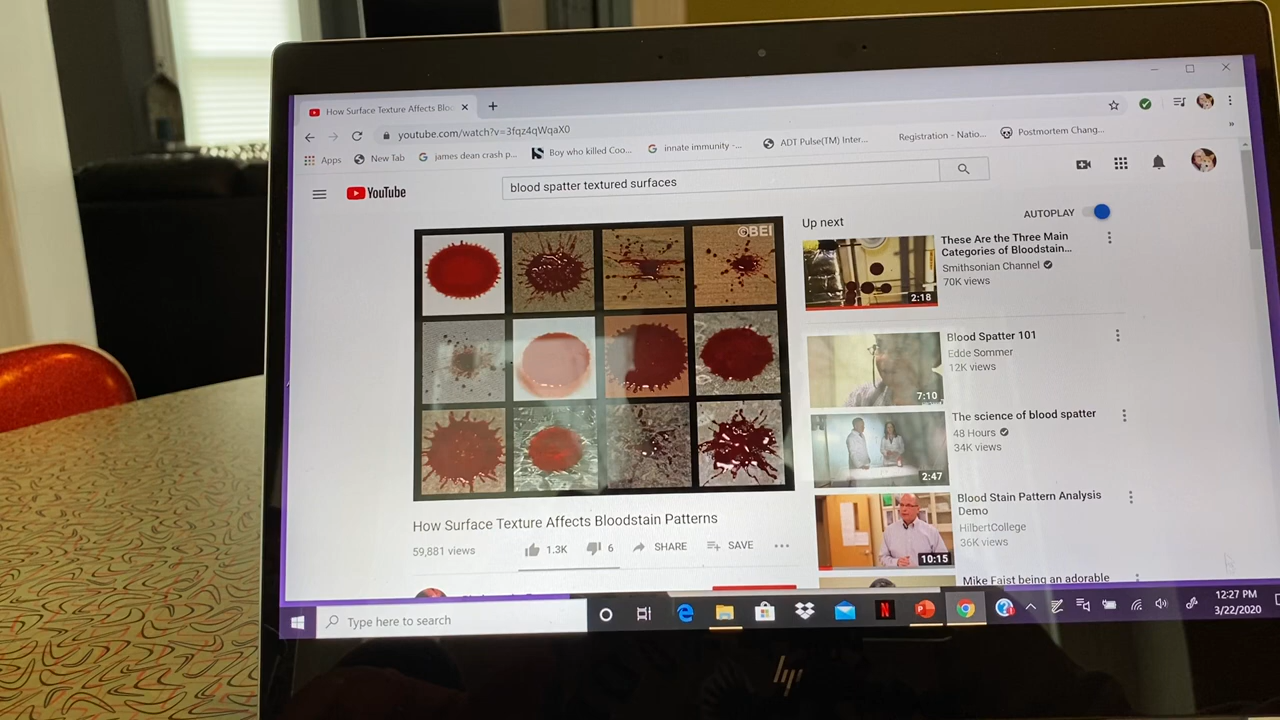 How Surface Texture Affects Bloo
youtube.com/watch?v=3fqz4qWqaX0
Apps
New Tab
james dean crash p...
Boy who killed Coo...
innate immunity -...
ADT Pulse(TM) Inter...
Registration - Natio...
Postmortem Chang...
YouTube
blood spatter textured surfaces
©BEI
Up next
AUTOPLAY
These Are the Three Main
Categories of Bloodstain...
Smithsonian Channel
70K views
2:18
Blood Spatter 101
Edde Sommer
12K views
7:10
The science of blood spatter
48 Hours
34K views
2:47
Blood Stain Pattern Analysis
Demo
HilbertCollege
36K views
10:15
Mike Faist being an adorable
How Surface Texture Affects Bloodstain Patterns
59,881 views
1.3K
6
SHARE
SAVE
Type here to search
12:27 PM
3/22/2020
hp